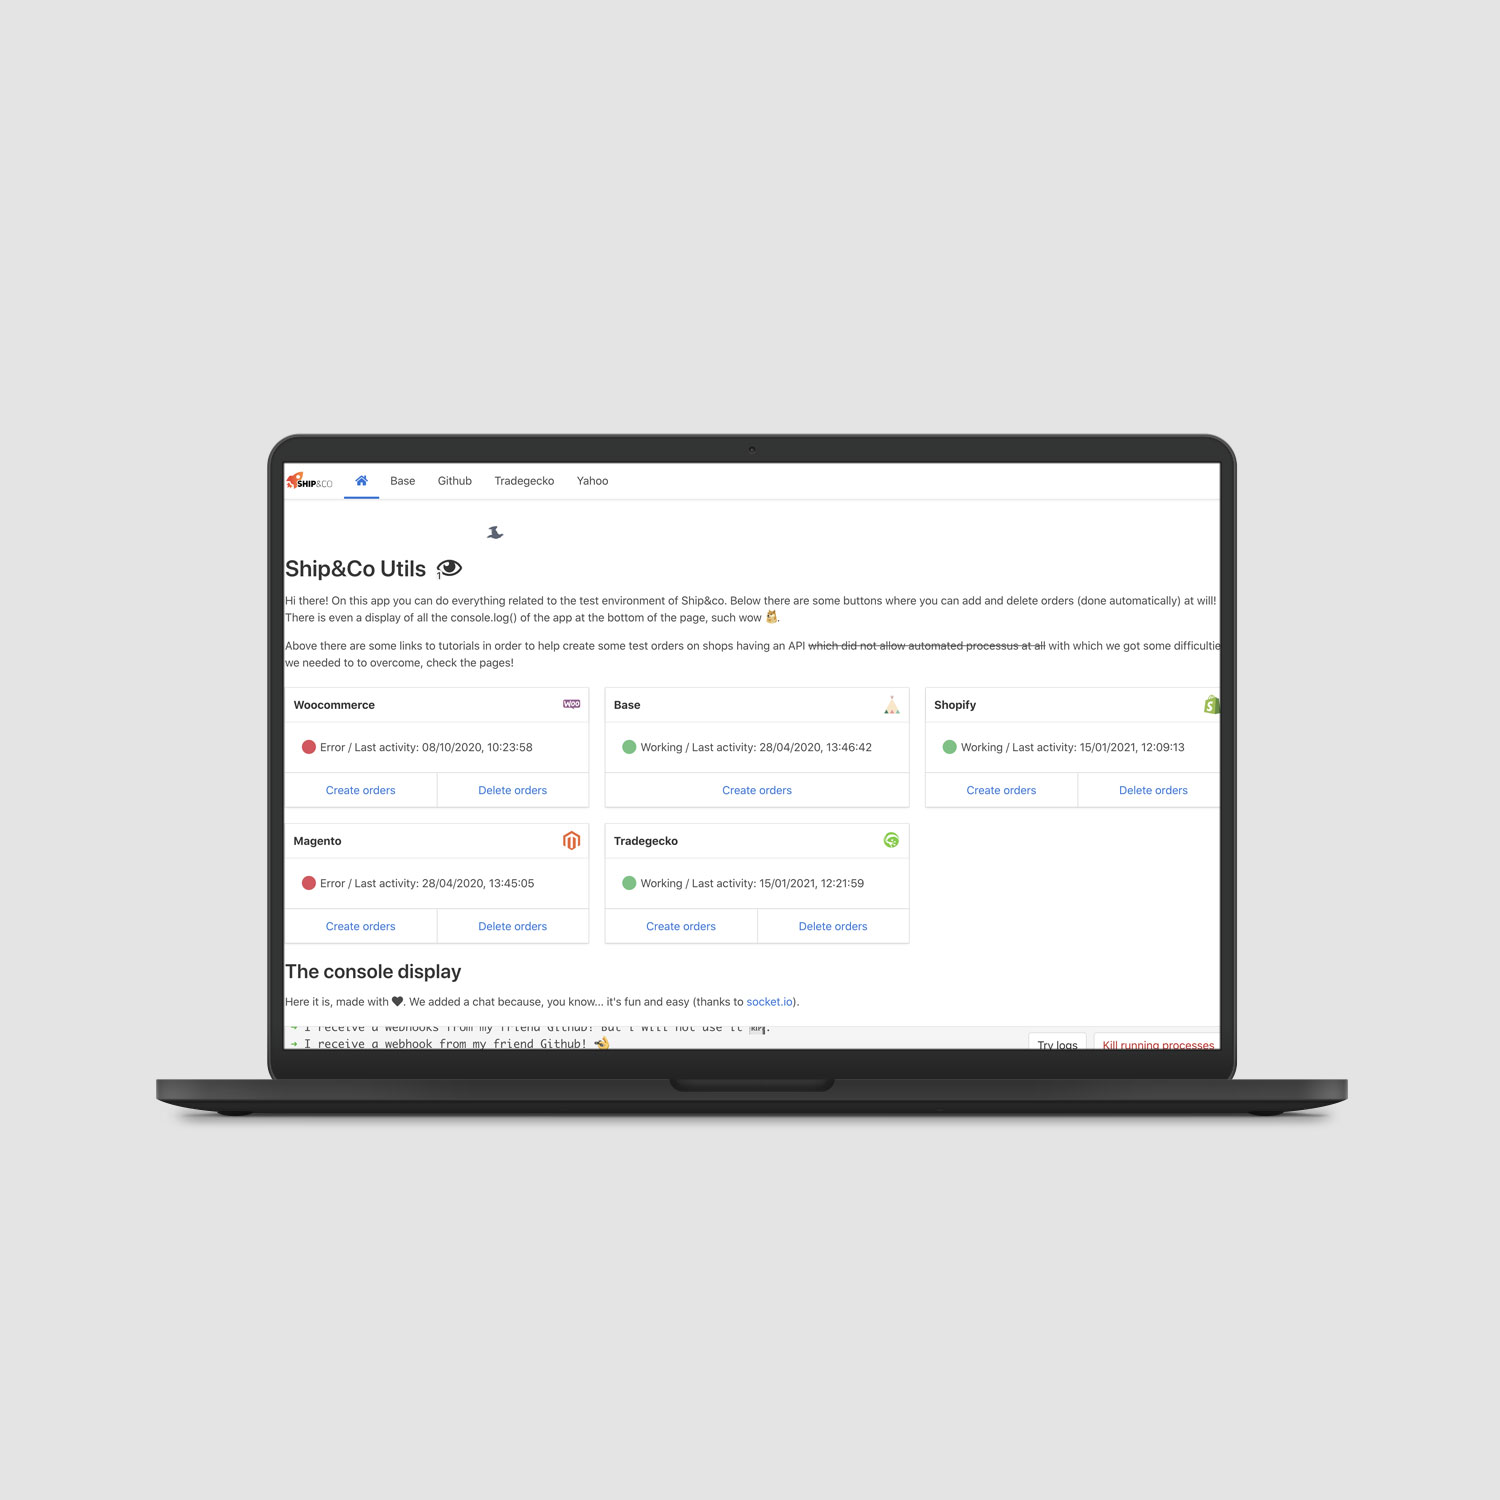 SHIP&CO
Base Github Tradegecko Yahoo
Ship&Co Utils 1
Hi there! On this app you can do everything related to the test environment of Ship&co. Below there are some buttons where you can add and delete orders (done automatically) at will!
There is even a display of all the console.log() of the app at the bottom of the page, such wow 🐕.
Above there are some links to tutorials in order to help create some test orders on shops having an API which did not allow automated processus at all with which we got some difficultie
we needed to to overcome, check the pages!
Woocommerce Woo
Error / Last activity: 08/10/2020, 10:23:58
Create orders Delete orders
Base
Working / Last activity: 28/04/2020, 13:46:42
Create orders
Shopify S
Working / Last activity: 15/01/2021, 12:09:13
Create orders Delete orders
Magento
Error / Last activity: 28/04/2020, 13:45:05
Create orders Delete orders
Tradegecko
Working / Last activity: 15/01/2021, 12:21:59
Create orders Delete orders
The console display
Here it is, made with ♥. We added a chat because, you know... it's fun and easy (thanks to socket.io).
➜ I receive a webhooks from my friend Github! But i will not use it .
➜ I receive a webhook from my friend Github!
Try logs Kill running processes